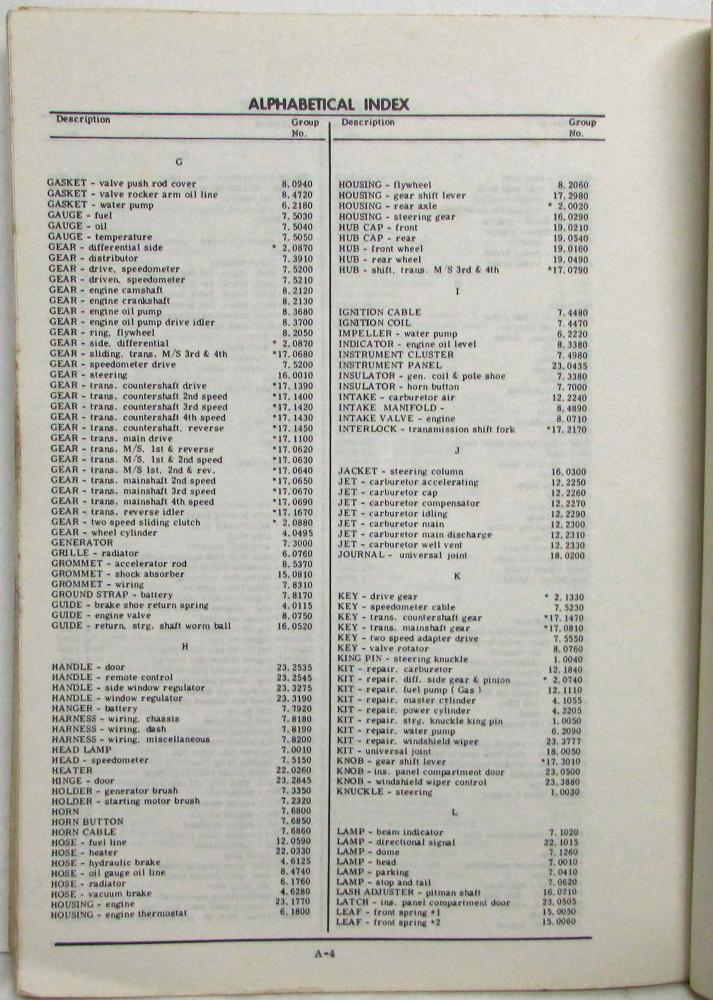 ALPHABETICAL INDEX
Description Group No.
G
GASKET - valve push rod cover 8.0940
GASKET - valve rocker arm oil line 8.4720
GASKET - water pump 6.2180
GAUGE - fuel 7.5030
GAUGE - oil 7.5040
GAUGE - temperature 7.5050
GEAR - differential side * 2.0870
GEAR - distributor 7.3910
GEAR - drive, speedometer 7.5200
GEAR - driven, speedometer 7.5210
GEAR - engine camshaft 8.2120
GEAR - engine crankshaft 8.2130
GEAR - engine oil pump 8.3680
GEAR - engine oil pump drive idler 8.3700
GEAR - ring, flywheel 8.2050
GEAR - side, differential * 2.0870
GEAR - sliding, trans. M/S 3rd & 4th *17.0680
GEAR - speedometer drive 7.5200
GEAR - steering 16.0010
GEAR - trans. countershaft drive *17.1390
GEAR - trans. countershaft 2nd speed *17.1400
GEAR - trans. countershaft 3rd speed *17.1420
GEAR - trans. countershaft 4th speed *17.1430
GEAR - trans. countershaft, reverse *17.1450
GEAR - trans. main drive *17.1100
GEAR - trans. M/S, 1st & reverse *17.0620
GEAR - trans. M/S, 1st & 2nd speed *17.0630
GEAR - trans. M/S 1st, 2nd & rev. *17.0640
GEAR - trans. mainshaft 2nd speed *17.0650
GEAR - trans. mainshaft 3rd speed *17.0670
GEAR - trans. mainshaft 4th speed *17.0690
GEAR - trans. reverse idler *17.1670
GEAR - two speed sliding clutch * 2.0880
GEAR - wheel cylinder 4.0495
GENERATOR 7.3000
GRILLE - radiator 6.0760
GROMMET - accelerator rod 8.5370
GROMMET - shock absorber 15.0810
GROMMET - wiring 7.8310
GROUND STRAP - battery 7.8170
GUIDE - brake shoe return spring 4.0115
GUIDE - engine valve 8.0750
GUIDE - return, strg. shaft worm ball 16.0520
H
HANDLE - door 23.2535
HANDLE - remote control 23.2545
HANDLE - side window regulator 23.3275
HANDLE - window regulator 23.3190
HANGER - battery 7.7920
HARNESS - wiring, chassis 7.8180
HARNESS - wiring, dash 7.8190
HARNESS - wiring, miscellaneous 7.8200
HEAD LAMP 7.0010
HEAD - speedometer 7.5150
HEATER 22.0260
HINGE - door 23.2845
HOLDER - generator brush 7.3350
HOLDER - starting motor brush 7.2320
HORN 7.6800
HORN BUTTON 7.6850
HORN CABLE 7.6860
HOSE - fuel line 12.0590
HOSE - heater 22.0330
HOSE - hydraulic brake 4.6125
HOSE - oil gauge oil line 8.4740
HOSE - radiator 6.1760
HOSE - vacuum brake 4.6280
HOUSING - engine 23.1770
HOUSING - engine thermostat 6.1800
Description Group No.
HOUSING - flywheel 8.2060
HOUSING - gear shift lever 17.2980
HOUSING - rear axle * 2.0020
HOUSING - steering gear 16.0290
HUB CAP - front 19.0210
HUB CAP - rear 19.0540
HUB - front wheel 19.0160
HUB - rear wheel 19.0490
HUB - shift, trans. M/S 3rd & 4th *17.0790
I
IGNITION CABLE 7.4480
IGNITION COIL 7.4470
IMPELLER - water pump 6.2220
INDICATOR - engine oil level 8.3380
INSTRUMENT CLUSTER 7.4980
INSTRUMENT PANEL 23.0435
INSULATOR - gen. coil & pole shoe 7.3380
INSULATOR - horn button 7.7000
INTAKE - carburetor air 12.2240
INTAKE MANIFOLD - 8.4890
INTAKE VALVE - engine 8.0710
INTERLOCK - transmission shift fork *17.2170
J
JACKET - steering column 16.0300
JET - carburetor accelerating 12.2250
JET - carburetor cap 12.2260
JET - carburetor compensator 12.2270
JET - carburetor idling 12.2290
JET - carburetor main 12.2300
JET - carburetor main discharge 12.2310
JET - carburetor well vent 12.2330
JOURNAL - universal joint 18.0200
K
KEY - drive gear * 2.1330
KEY - speedometer cable 7.5230
KEY - trans. countershaft gear *17.1470
KEY - trans. mainshaft gear *17.0810
KEY - two speed adapter drive 7.5550
KEY - valve rotator 8.0760
KING PIN - steering knuckle 1.0040
KIT - repair, carburetor 12.1840
KIT - repair, diff. side gear & pinion * 2.0740
KIT - repair, fuel pump ( Gas ) 12.1110
KIT - repair, master cylinder 4.1055
KIT - repair, power cylinder 4.2205
KIT - repair, strg. knuckle king pin 1.0050
KIT - repair, water pump 6.2090
KIT - repair, windshield wiper 23.3777
KIT - universal joint 18.0050
KNOB - gear shift lever *17.3010
KNOB - ins. panel compartment door 23.0500
KNOB - windshield wiper control 23.3880
KNUCKLE - steering 1.0030
L
LAMP - beam indicator 7.1020
LAMP - directional signal 22.1015
LAMP - dome 7.1260
LAMP - head 7.0010
LAMP - parking 7.0410
LAMP - stop and tail 7.0620
LASH ADJUSTER - pitman shaft 16.0710
LATCH - ins. panel compartment door 23.0505
LEAF - front spring #1 15.0050
LEAF - front spring #2 15.0060
A-4